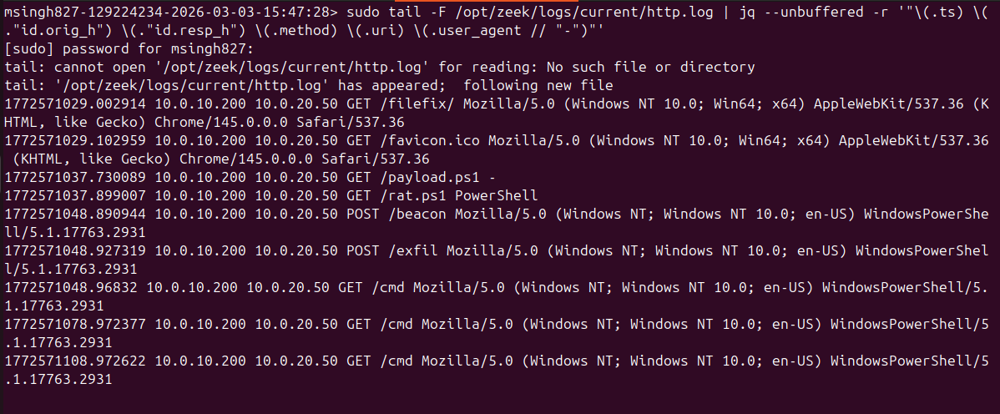 msingh827-129224234-2026-03-03-15:47:28> sudo tail -F /opt/zeek/logs/current/http.log | jq --unbuffered -r '"\(.ts) \(
."id.orig_h") \(."id.resp_h") \(.method) \(.uri) \(.user_agent // "-")"'
[sudo] password for msingh827:
tail: cannot open '/opt/zeek/logs/current/http.log' for reading: No such file or directory
tail: '/opt/zeek/logs/current/http.log' has appeared;  following new file
1772571029.002914 10.0.10.200 10.0.20.50 GET /filefix/ Mozilla/5.0 (Windows NT 10.0; Win64; x64) AppleWebKit/537.36 (K
HTML, like Gecko) Chrome/145.0.0.0 Safari/537.36
1772571029.102959 10.0.10.200 10.0.20.50 GET /favicon.ico Mozilla/5.0 (Windows NT 10.0; Win64; x64) AppleWebKit/537.36
 (KHTML, like Gecko) Chrome/145.0.0.0 Safari/537.36
1772571037.730089 10.0.10.200 10.0.20.50 GET /payload.ps1 -
1772571037.899007 10.0.10.200 10.0.20.50 GET /rat.ps1 PowerShell
1772571048.890944 10.0.10.200 10.0.20.50 POST /beacon Mozilla/5.0 (Windows NT; Windows NT 10.0; en-US) WindowsPowerShe
ll/5.1.17763.2931
1772571048.927319 10.0.10.200 10.0.20.50 POST /exfil Mozilla/5.0 (Windows NT; Windows NT 10.0; en-US) WindowsPowerShel
l/5.1.17763.2931
1772571048.96832 10.0.10.200 10.0.20.50 GET /cmd Mozilla/5.0 (Windows NT; Windows NT 10.0; en-US) WindowsPowerShell/5.
1.17763.2931
1772571078.972377 10.0.10.200 10.0.20.50 GET /cmd Mozilla/5.0 (Windows NT; Windows NT 10.0; en-US) WindowsPowerShell/5
.1.17763.2931
1772571108.972622 10.0.10.200 10.0.20.50 GET /cmd Mozilla/5.0 (Windows NT; Windows NT 10.0; en-US) WindowsPowerShell/5
.1.17763.2931